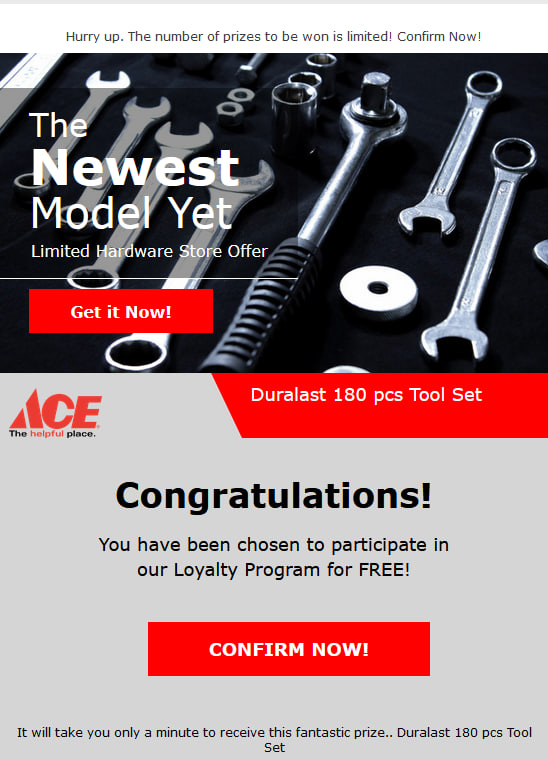 Hurry up. The number of prizes to be won is limited! Confirm Now!
The
Newest
Model Yet
Limited Hardware Store Offer
Get it Now!
ACE
The helpful place.
Duralast 180 pcs Tool Set
Congratulations!
You have been chosen to participate in
our Loyalty Program for FREE!
CONFIRM NOW!
It will take you only a minute to receive this fantastic prize.. Duralast 180 pcs Tool
Set